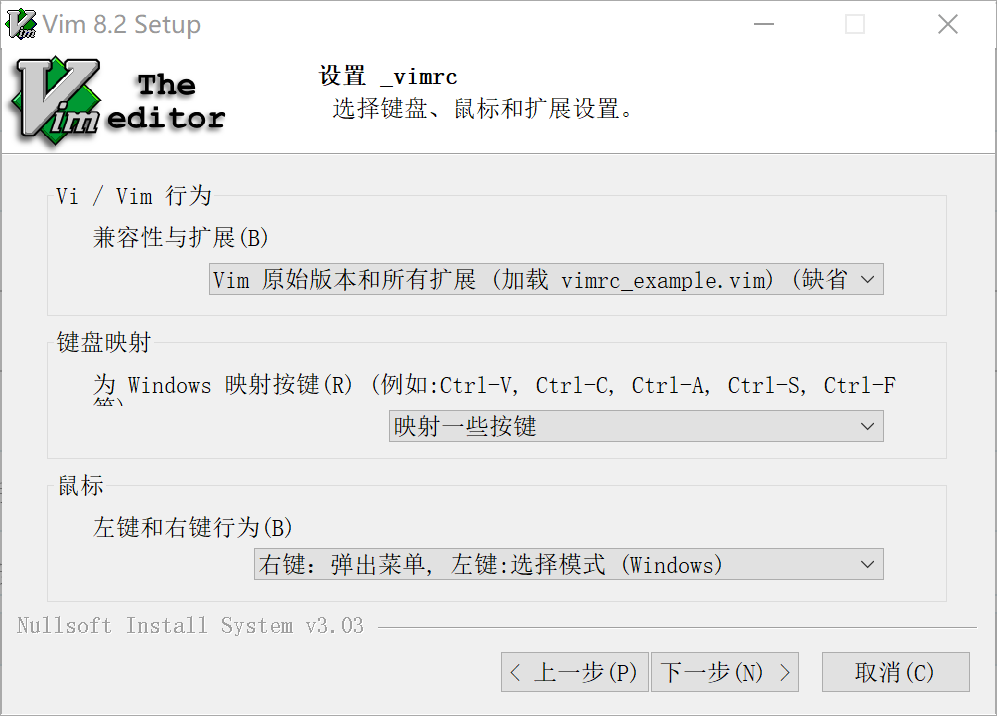 Vim 8.2 Setup
Vim The
editor
设置 _vimrc
选择键盘、鼠标和扩展设置。
Vi / Vim 行为
兼容性与扩展(B)
Vim 原始版本和所有扩展 (加载 vimrc_example.vim) (缺省
键盘映射
为 Windows 映射按键(R) (例如:Ctrl-V, Ctrl-C, Ctrl-A, Ctrl-S, Ctrl-F
映射一些按键
鼠标
左键和右键行为(B)
右键: 弹出菜单, 左键:选择模式 (Windows)
Nullsoft Install System v3.03
< 上一步(P) 下一步(N) > 取消(C)